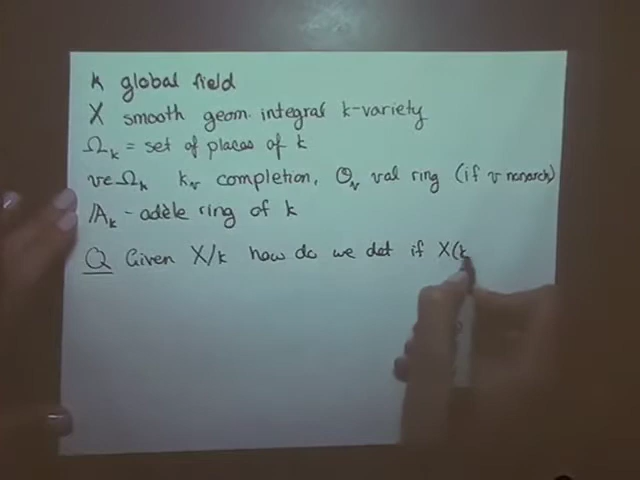 k global field
X smooth geom. integral k-variety
Ω_k = set of places of k
v∈Ω_k k_v completion, O_v val ring (if v nonarch)
/A_k - adèle ring of k
Q Given X/k how do we det if X(k